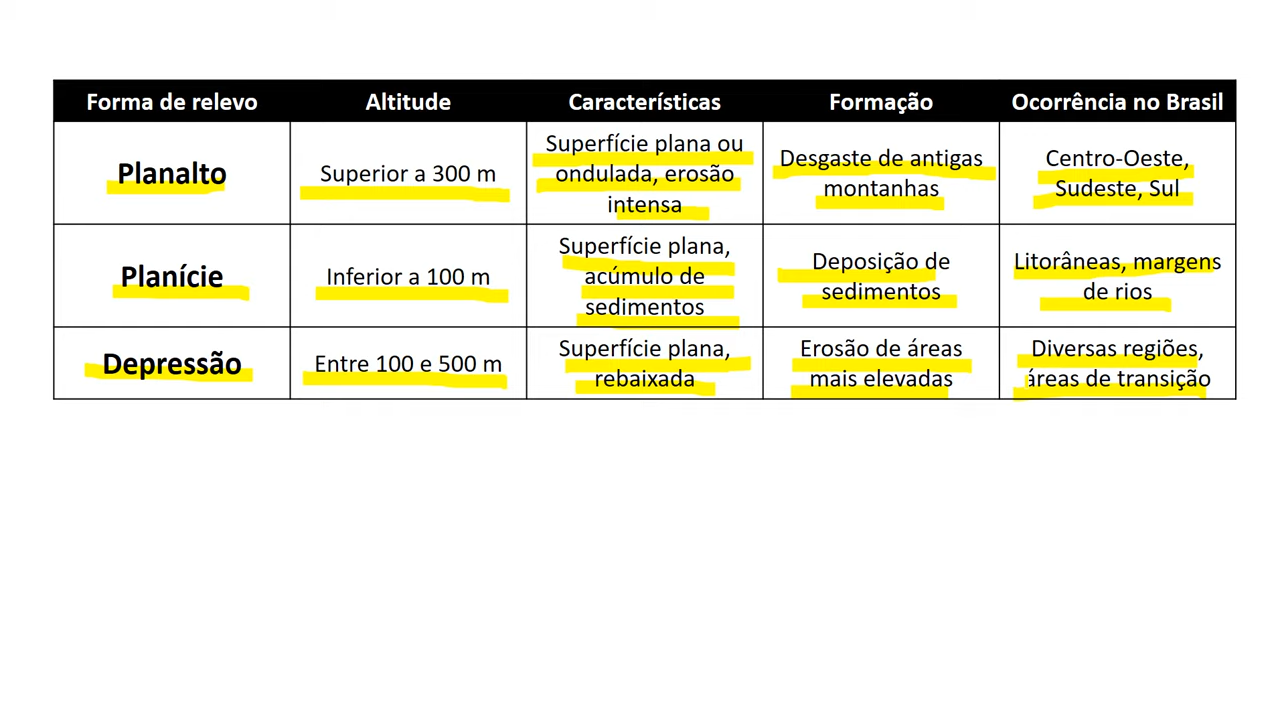 Forma de relevo Altitude Características Formação Ocorrência no Brasil
Planalto
Superior a 300 m
Superfície plana ou
ondulada, erosão
intensa
Desgaste de antigas
montanhas
Centro-Oeste,
Sudeste, Sul
Planície
Inferior a 100 m
Superfície plana,
acúmulo de
sedimentos
Deposição de
sedimentos
Litorâneas, margens
de rios
Depressão
Entre 100 e 500 m
Superfície plana,
rebaixada
Erosão de áreas
mais elevadas
Diversas regiões,
áreas de transição